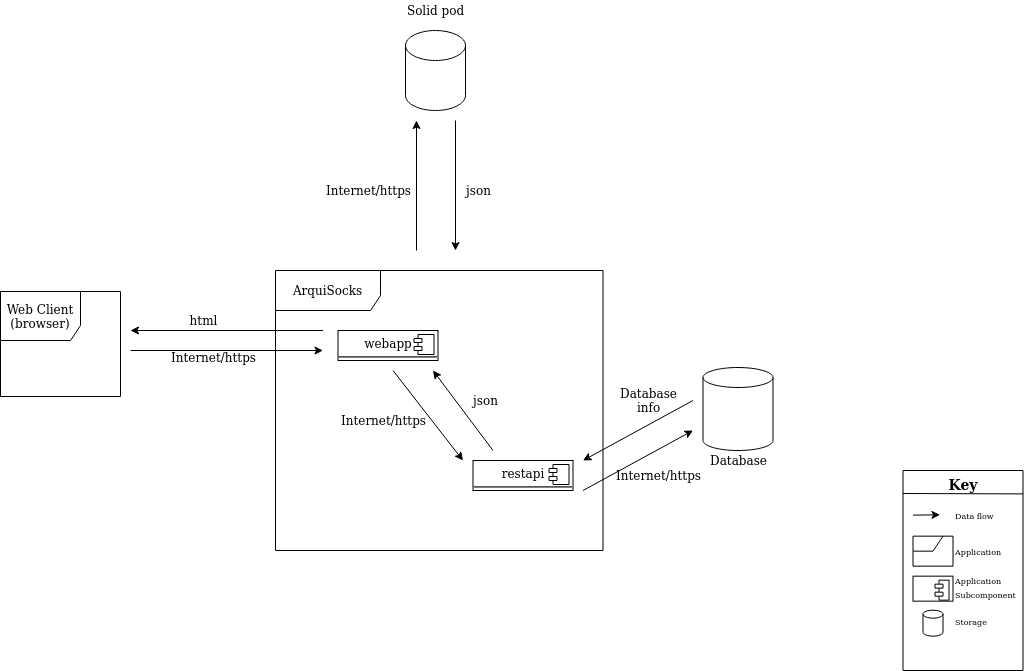 Solid pod
Internet/https
json
ArquiSocks
Web Client
(browser)
html
Internet/https
webapp
Internet/https
json
restapi
Database
info
Internet/https
Database
Key
Data flow
Application
Application
Subcomponent
Storage